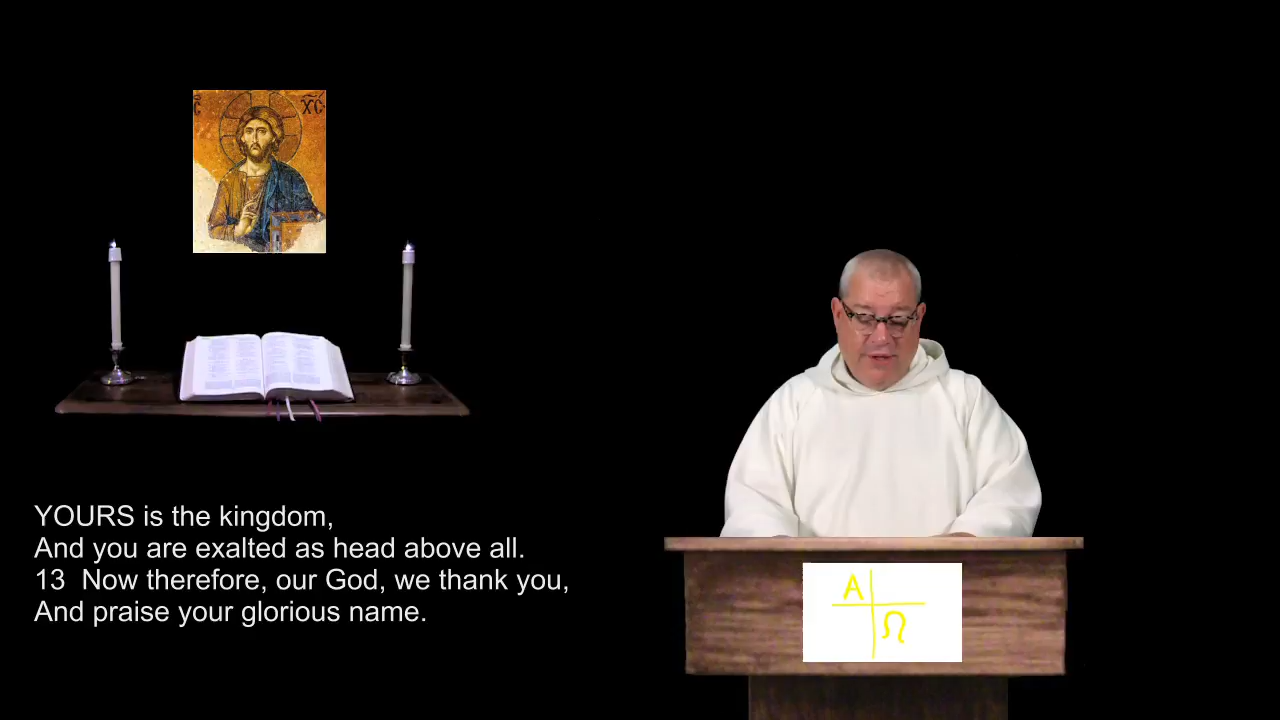 C XC
YOURS is the kingdom,
And you are exalted as head above all.
13 Now therefore, our God, we thank you,
And praise your glorious name.
A
Ω